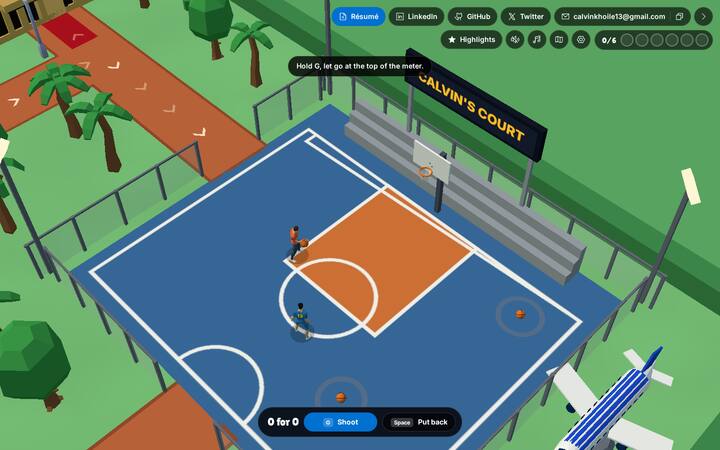 Résumé
LinkedIn
GitHub
Twitter
calvinkhoile13@gmail.com
Highlights
0/6
Hold G, let go at the top of the meter.
CALVIN'S COURT
0 for 0
G Shoot
Space Put back